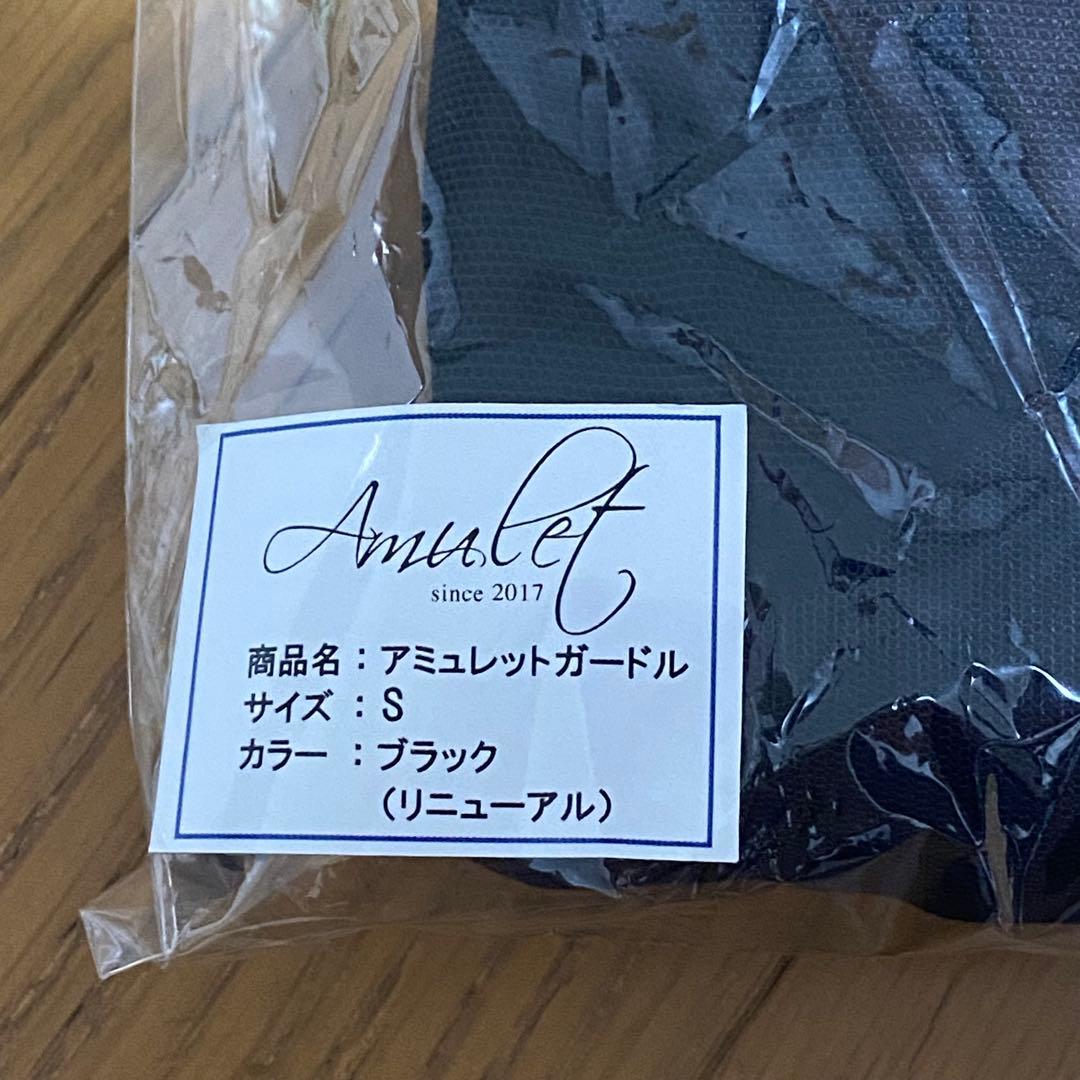 Amulet
since 2017
商品名：アミュレットガードル
サイズ：S
カラー：ブラック
（リニューアル）